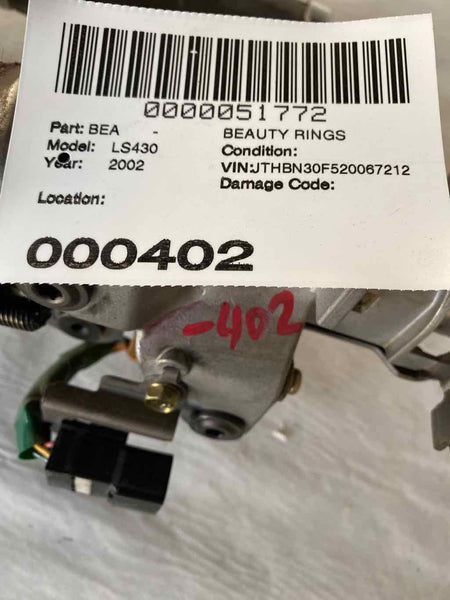 0000051772
Part: BEA - BEAUTY RINGS
Model: LS430 Condition:
Year: 2002 VIN:JTHBN30F520067212
Damage Code:
Location:
000402
-402